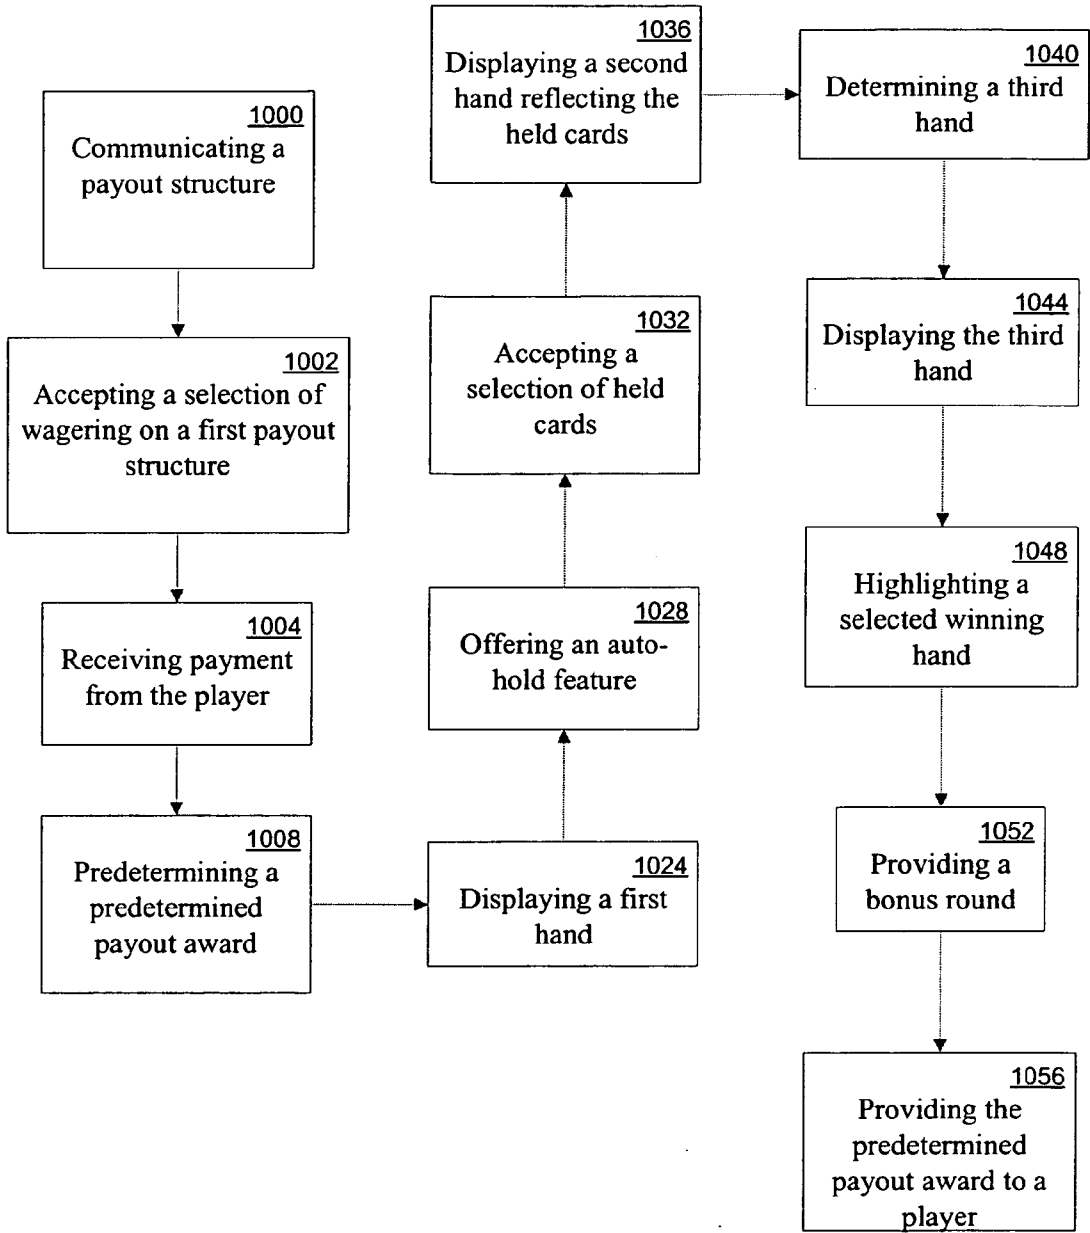 1000
Communicating a
payout structure
1002
Accepting a selection of
wagering on a first payout
structure
1004
Receiving payment
from the player
1008
Predetermining a
predetermined
payout award
1024
Displaying a first
hand
1028
Offering an auto-
hold feature
1032
Accepting a
selection of held
cards
1036
Displaying a second
hand reflecting the
held cards
1040
Determining a third
hand
1044
Displaying the third
hand
1048
Highlighting a
selected winning
hand
1052
Providing a
bonus round
1056
Providing the
predetermined
payout award to a
player